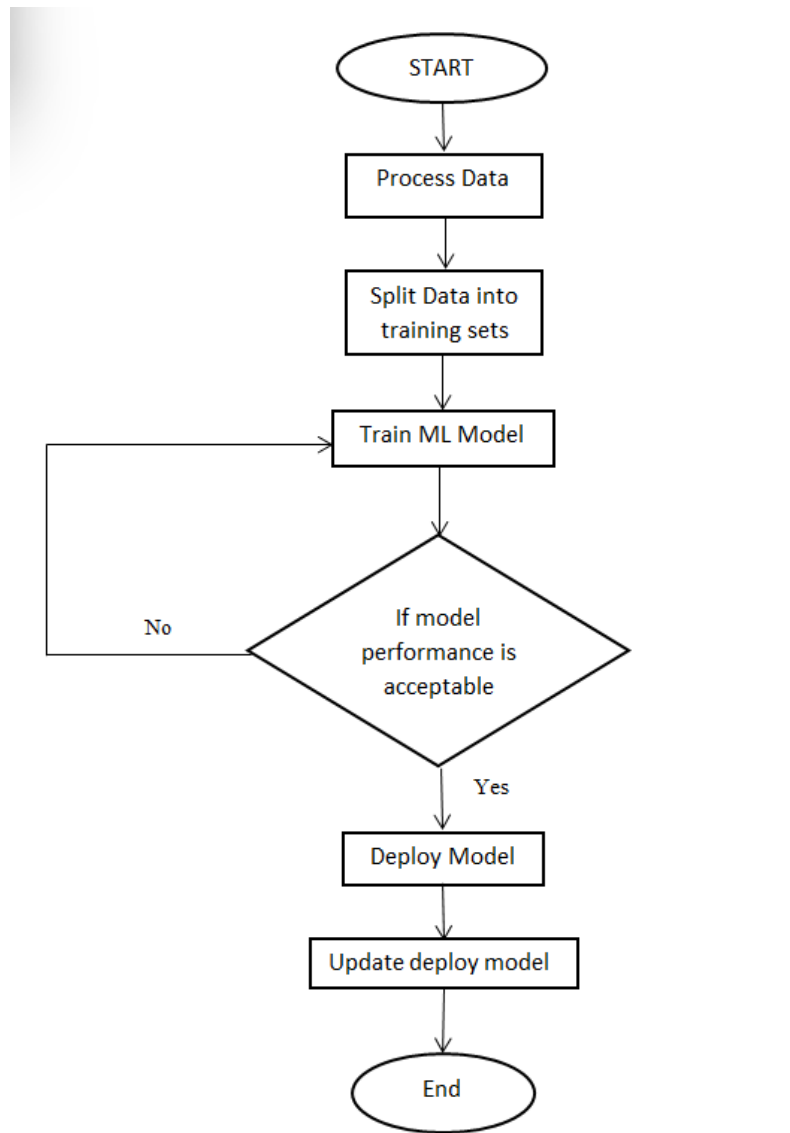 START
Process Data
Split Data into
training sets
Train ML Model
If model
performance is
acceptable
No
Yes
Deploy Model
Update deploy model
End